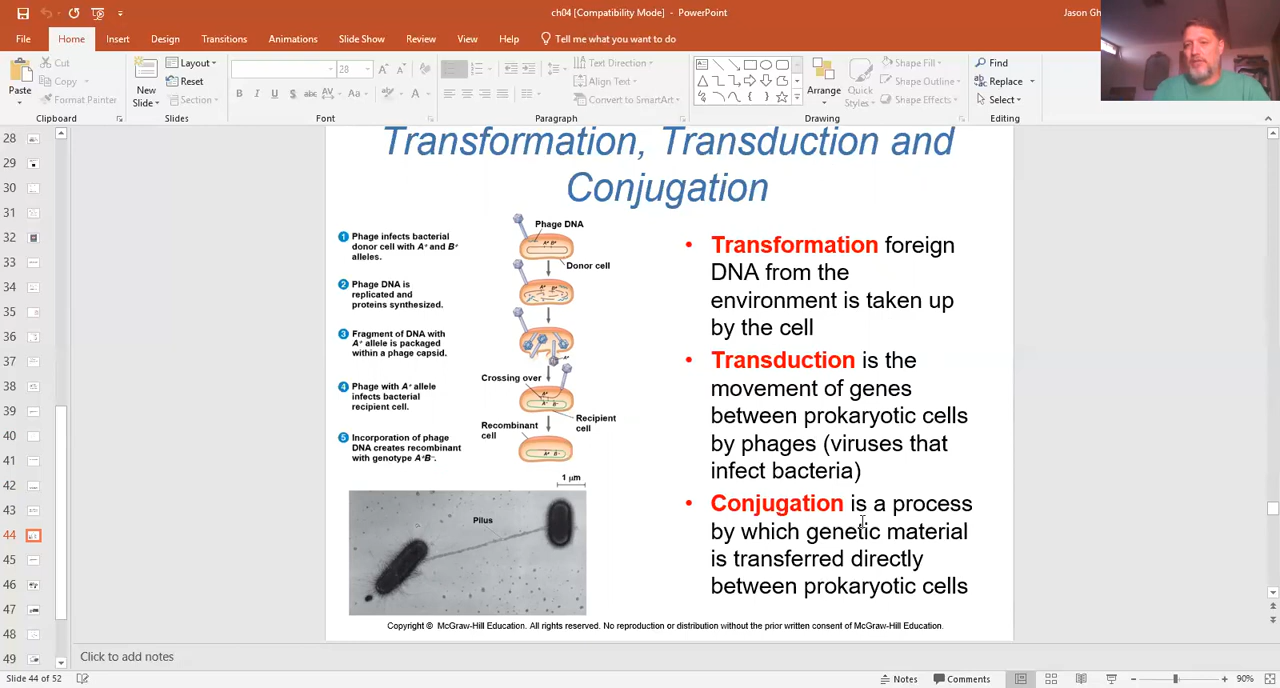 ch04 [Compatibility Mode] - PowerPoint
Jason Gh
File Home Insert Design Transitions Animations Slide Show Review View Help Tell me what you want to do
Paste
Cut
Copy
Format Painter
Clipboard
New
Slide
Layout
Reset
Section
Slides
28
B I U S abc AV Aa A
Font
Text Direction
Align Text
Convert to SmartArt
Paragraph
Arrange
Quick
Styles
Shape Fill
Shape Outline
Shape Effects
Drawing
Find
Replace
Select
Editing
28
29
30
31
32
33
34
35
36
37
38
39
40
41
42
43
44
45
46
47
48
49
Transformation, Transduction and
Conjugation
1 Phage infects bacterial
donor cell with A+ and B+
alleles.
2 Phage DNA is
replicated and
proteins synthesized.
3 Fragment of DNA with
A+ allele is packaged
within a phage capsid.
4 Phage with A+ allele
infects bacterial
recipient cell.
5 Incorporation of phage
DNA creates recombinant
with genotype A+B−.
Phage DNA
A+ B+
Donor cell
A+ B+
A+
Crossing over
A+
A− B−
Recipient
cell
Recombinant
cell
A+ B−
1 µm
Pilus
• Transformation foreign
DNA from the
environment is taken up
by the cell
• Transduction is the
movement of genes
between prokaryotic cells
by phages (viruses that
infect bacteria)
• Conjugation is a process
by which genetic material
is transferred directly
between prokaryotic cells
Copyright © McGraw-Hill Education. All rights reserved. No reproduction or distribution without the prior written consent of McGraw-Hill Education.
Click to add notes
Slide 44 of 52
Notes Comments 90%